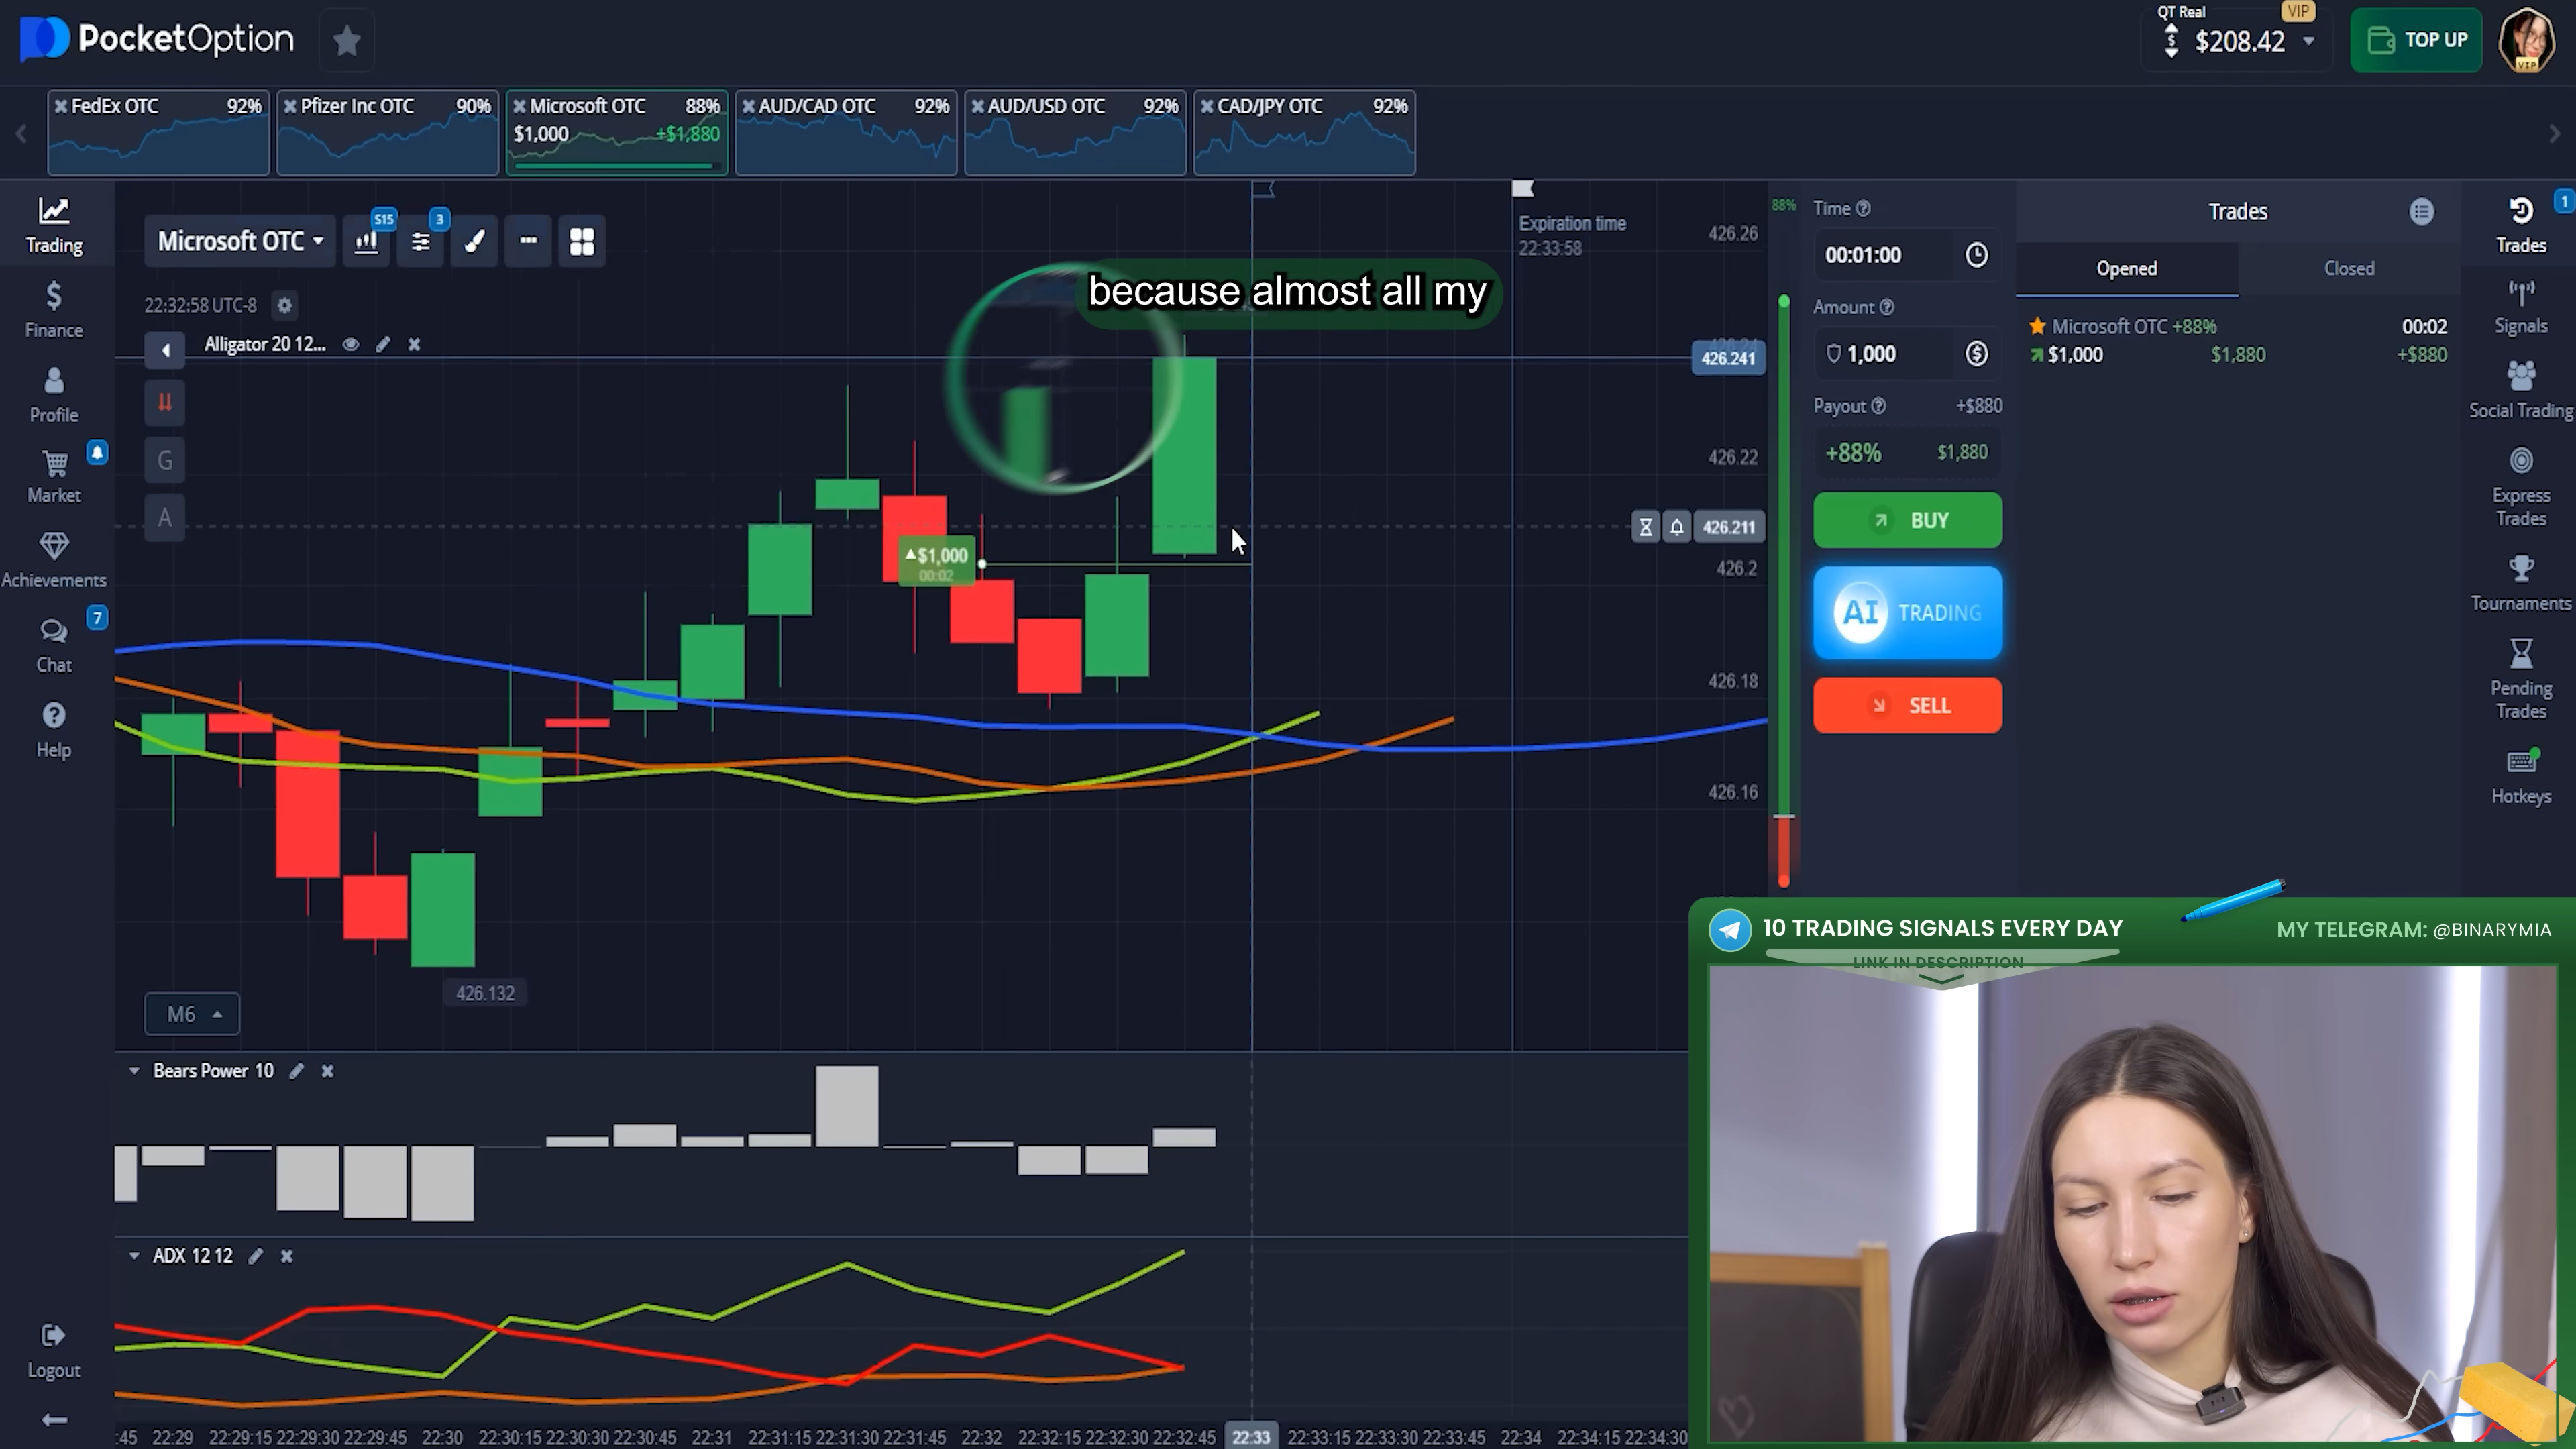 PocketOption
QT Real
VIP
$208.42
TOP UP
VIP
FedEx OTC 92%
Pfizer Inc OTC 90%
Microsoft OTC 88%
$1,000 +$1,880
AUD/CAD OTC 92%
AUD/USD OTC 92%
CAD/JPY OTC 92%
Trading
Finance
Profile
Market
Achievements
7
Chat
Help
Logout
Microsoft OTC
S15
3
22:32:58 UTC-8
Alligator 20 12...
G
A
because almost all my
Expiration time
22:33:58
$1,000
00:02
426.132
M6
88%
426.26
426.241
426.22
426.211
426.2
426.18
426.16
Bears Power 10
ADX 12 12
:45 22:29 22:29:15 22:29:30 22:29:45 22:30 22:30:15 22:30:30 22:30:45 22:31 22:31:15 22:31:30 22:31:45 22:32 22:32:15 22:32:30 22:32:45 22:33 22:33:15 22:33:30 22:33:45 22:34 22:34:15 22:34:30
Time
00:01:00
Amount
1,000
Payout +$880
+88% $1,880
BUY
AI TRADING
SELL
Trades
Opened Closed
Microsoft OTC +88% 00:02
$1,000 $1,880 +$880
1
Trades
Signals
Social Trading
Express
Trades
Tournaments
Pending
Trades
Hotkeys
10 TRADING SIGNALS EVERY DAY
LINK IN DESCRIPTION
MY TELEGRAM: @BINARYMIA